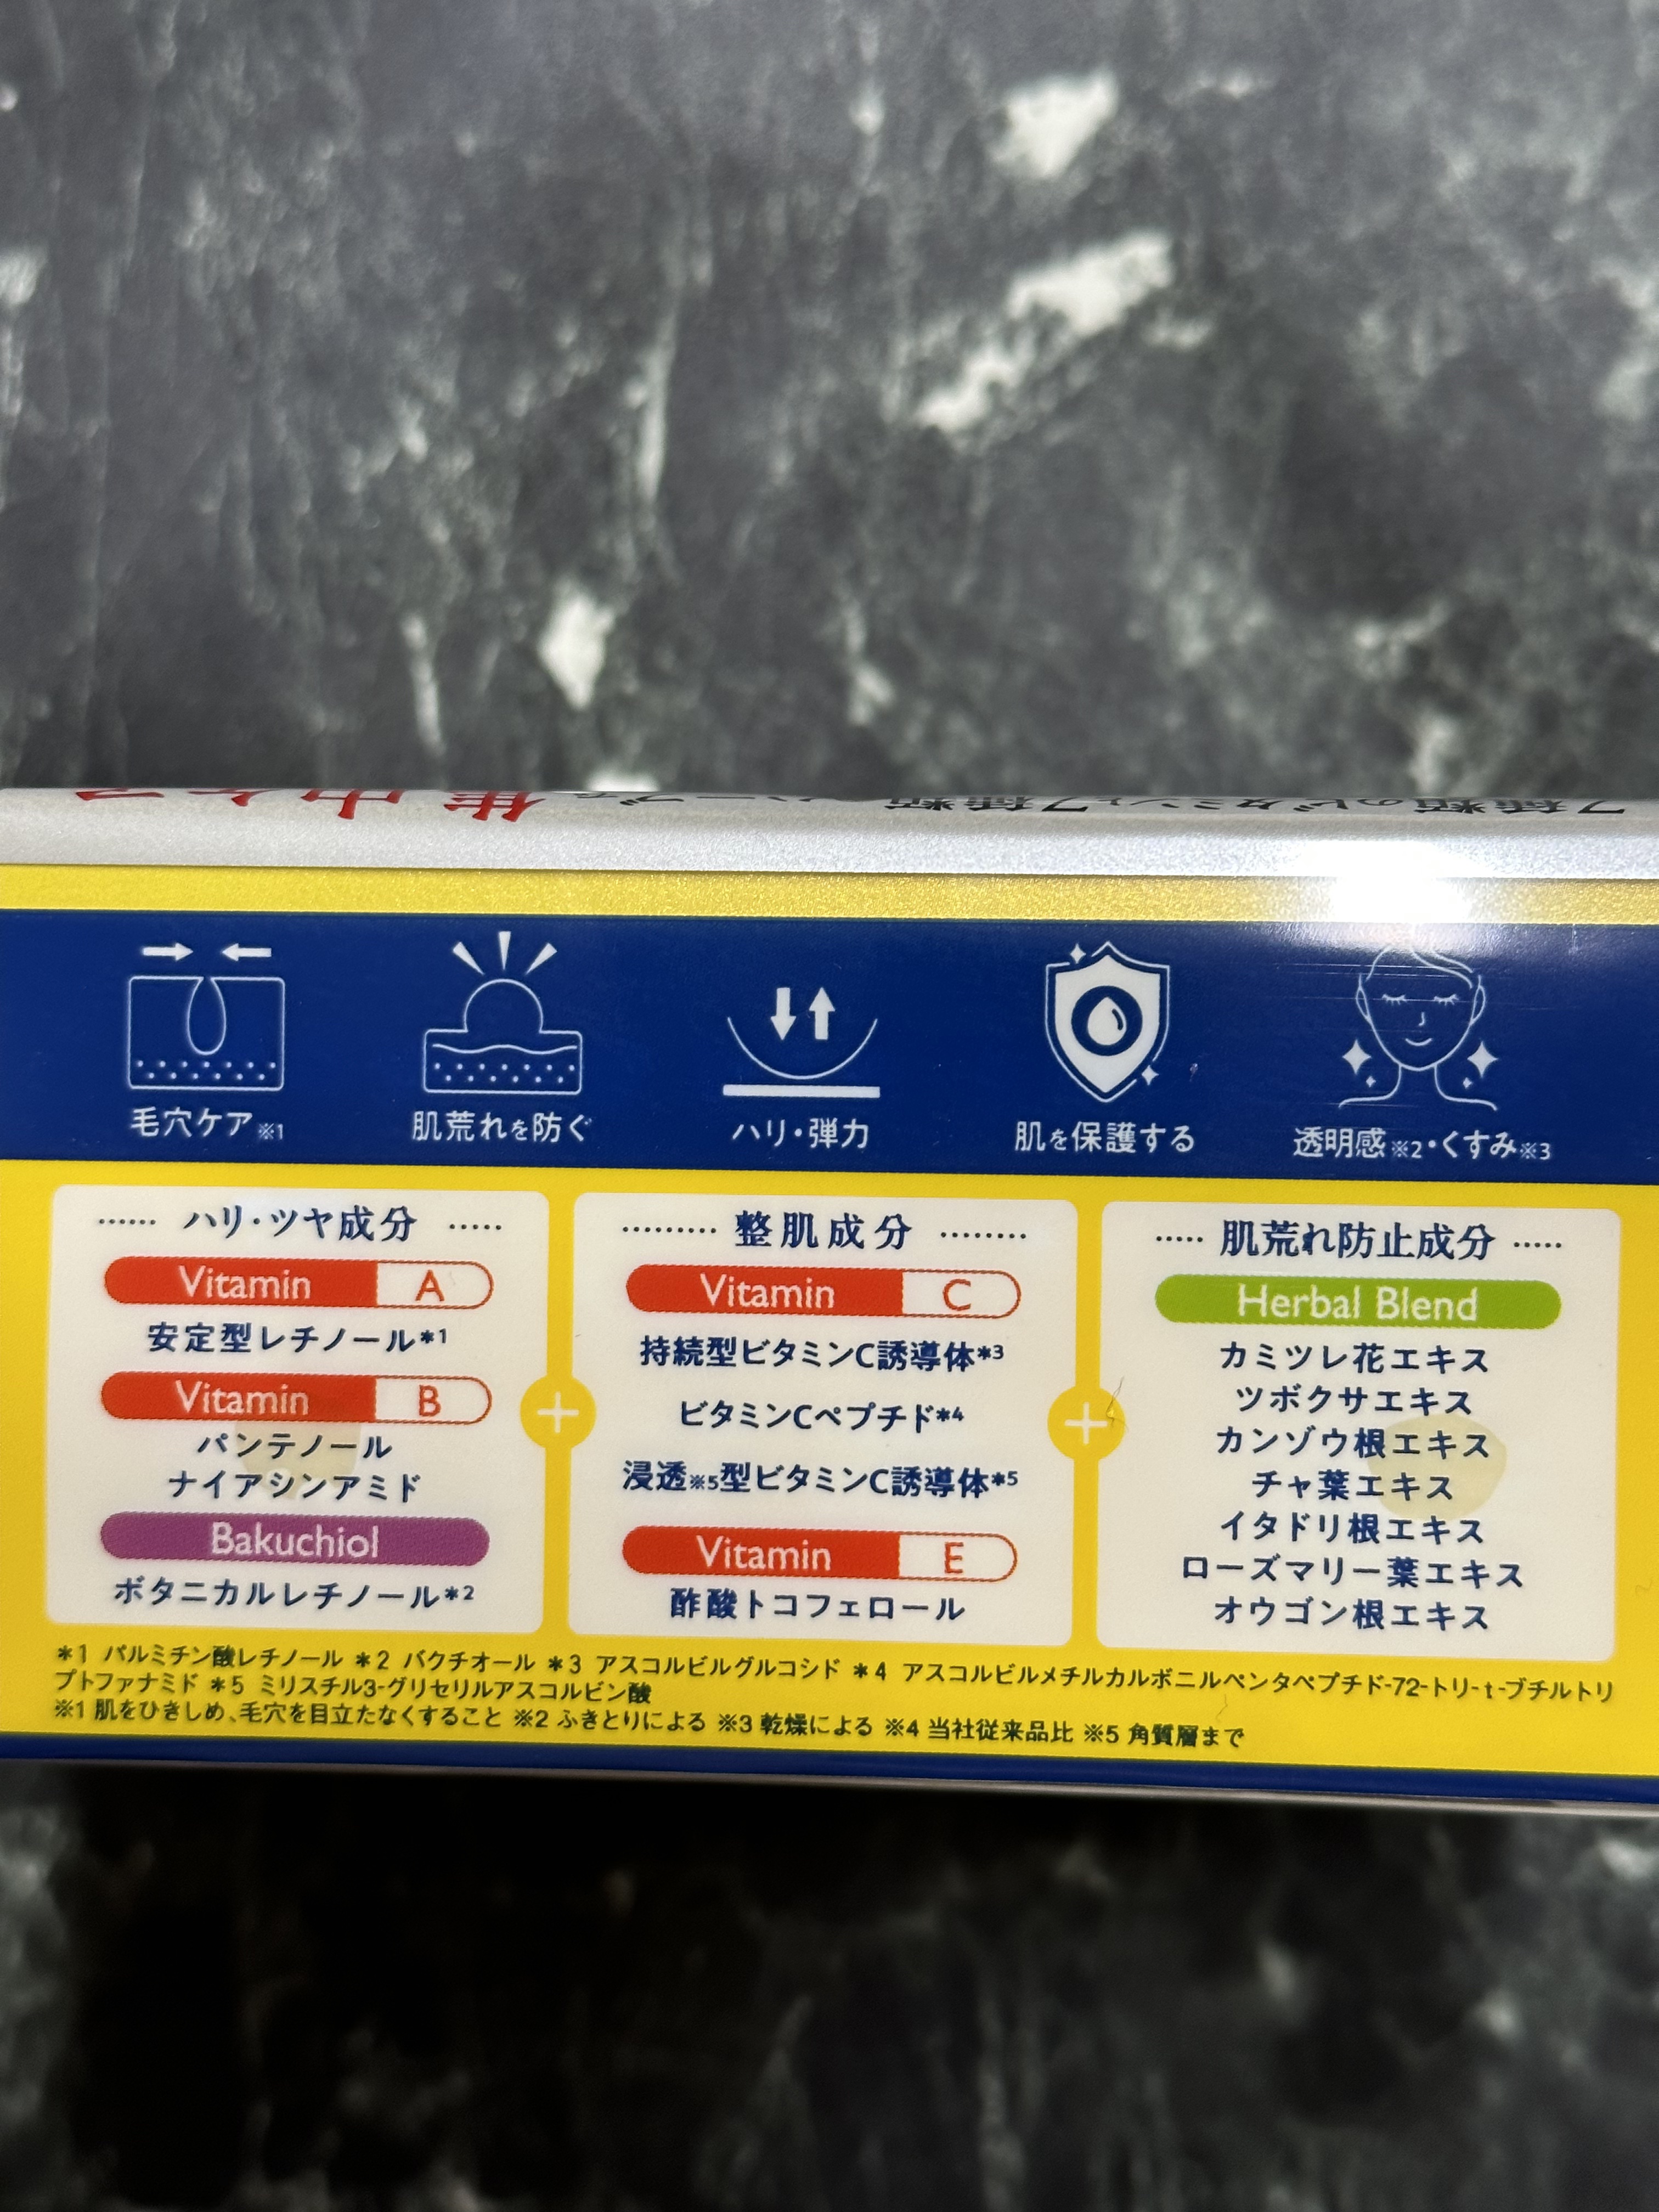 7種類のビタミンと7種類
集中ケア
毛穴ケア※1
肌荒れを防ぐ
ハリ・弾力
肌を保護する
透明感※2・くすみ※3
ハリ・ツヤ成分
Vitamin A
安定型レチノール*1
Vitamin B
パンテノール
ナイアシンアミド
Bakuchiol
ボタニカルレチノール*2
整肌成分
Vitamin C
持続型ビタミンC誘導体*3
ビタミンCペプチド*4
浸透※5型ビタミンC誘導体*5
Vitamin E
酢酸トコフェロール
肌荒れ防止成分
Herbal Blend
カミツレ花エキス
ツボクサエキス
カンゾウ根エキス
チャ葉エキス
イタドリ根エキス
ローズマリー葉エキス
オウゴン根エキス
*1 パルミチン酸レチノール *2 バクチオール *3 アスコルビルグルコシド *4 アスコルビルメチルカルボニルペンタペプチド-72-トリ-t-ブチルトリ
プトファナミド *5 ミリスチル3-グリセリルアスコルビン酸
※1 肌をひきしめ、毛穴を目立たなくすること ※2 ふきとりによる ※3 乾燥による ※4 当社従来品比 ※5 角質層まで